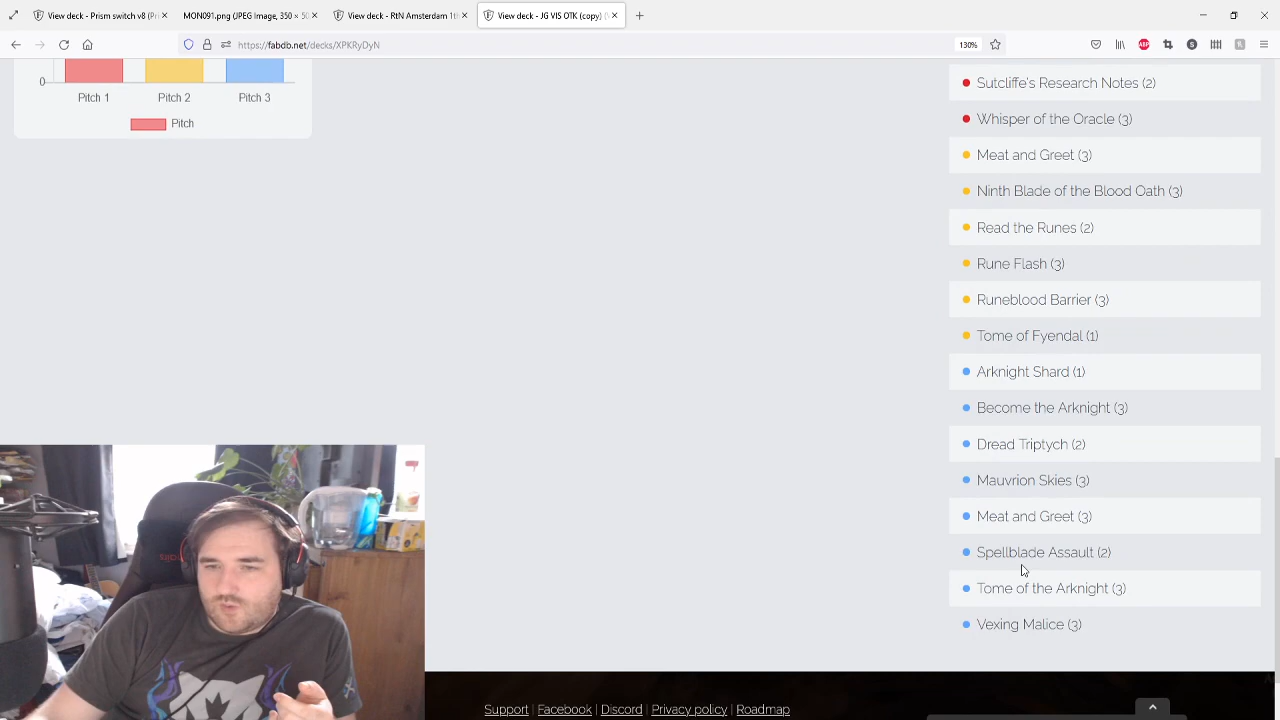 View deck - Prism switch v8 (Pri
MON091.png (JPEG Image, 350 × 50
View deck - RtN Amsterdam 1th
View deck - JG VIS OTK (copy) (V
https://fabdb.net/decks/XPKRyDyN
130%
ABP
S
0
Pitch 1
Pitch 2
Pitch 3
Pitch
Sutcliffe's Research Notes (2)
Whisper of the Oracle (3)
Meat and Greet (3)
Ninth Blade of the Blood Oath (3)
Read the Runes (2)
Rune Flash (3)
Runeblood Barrier (3)
Tome of Fyendal (1)
Arknight Shard (1)
Become the Arknight (3)
Dread Triptych (2)
Mauvrion Skies (3)
Meat and Greet (3)
Spellblade Assault (2)
Tome of the Arknight (3)
Vexing Malice (3)
Support | Facebook | Discord | Privacy policy | Roadmap